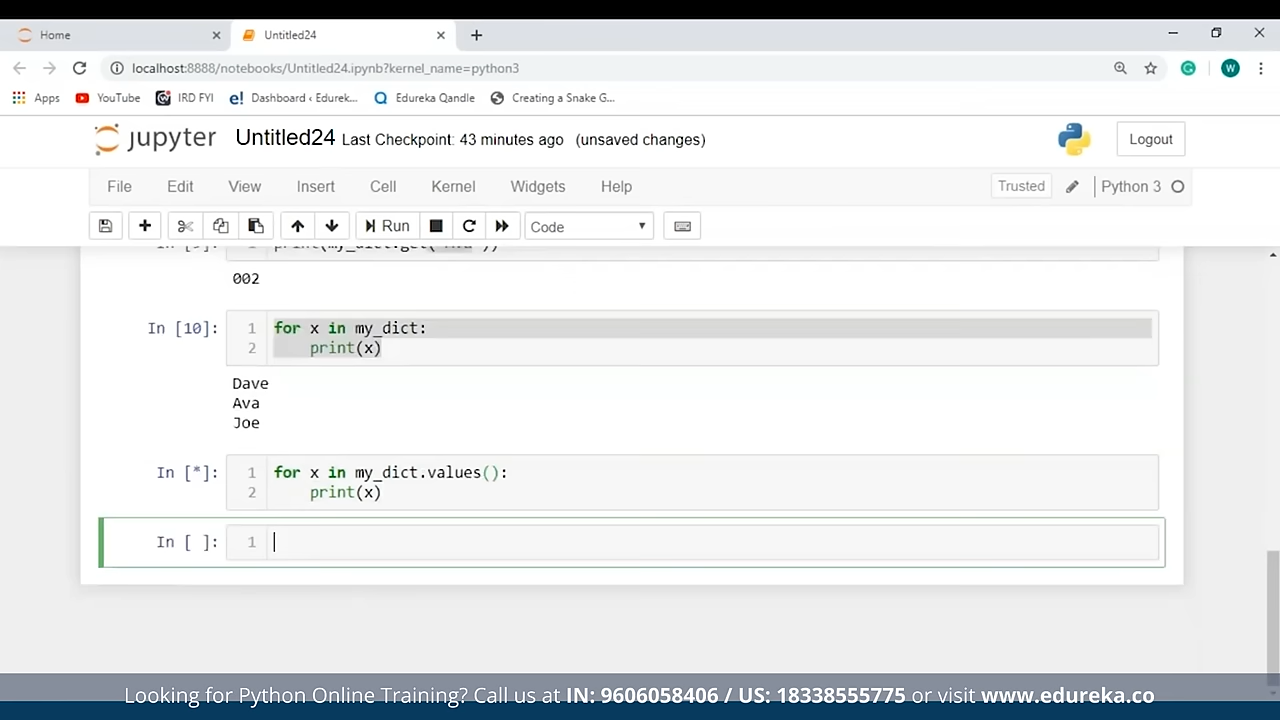 Home
Untitled24
localhost:8888/notebooks/Untitled24.ipynb?kernel_name=python3
W
Apps YouTube IRD FYI e! Dashboard ‹ Edurek... Edureka Qandle Creating a Snake G...
jupyter Untitled24 Last Checkpoint: 43 minutes ago (unsaved changes) Logout
File Edit View Insert Cell Kernel Widgets Help Trusted Python 3
Run Code
002
In [10]: 1 for x in my_dict:
2 print(x)
Dave
Ava
Joe
In [*]: 1 for x in my_dict.values():
2 print(x)
In [ ]: 1
Looking for Python Online Training? Call us at IN: 9606058406 / US: 18338555775 or visit www.edureka.co